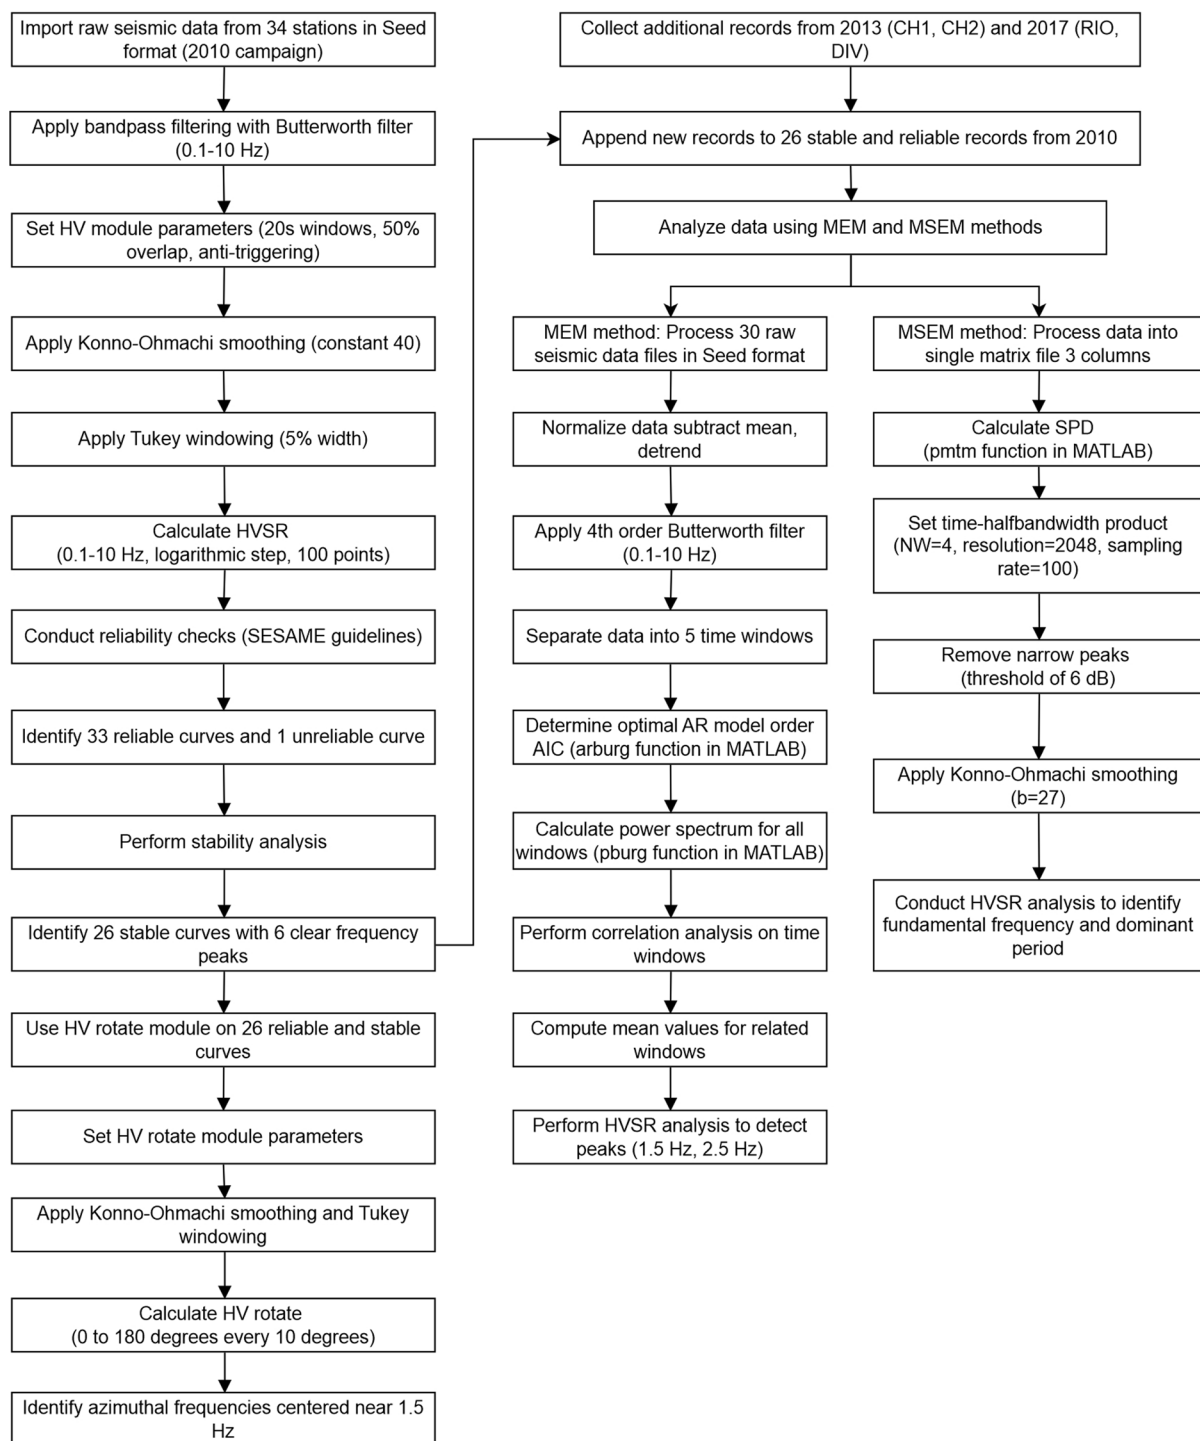 Import raw seismic data from 34 stations in Seed
format (2010 campaign)
Apply bandpass filtering with Butterworth filter
(0.1-10 Hz)
Set HV module parameters (20s windows, 50%
overlap, anti-triggering)
Apply Konno-Ohmachi smoothing (constant 40)
Apply Tukey windowing (5% width)
Calculate HVSR
(0.1-10 Hz, logarithmic step, 100 points)
Conduct reliability checks (SESAME guidelines)
Identify 33 reliable curves and 1 unreliable curve
Perform stability analysis
Identify 26 stable curves with 6 clear frequency
peaks
Use HV rotate module on 26 reliable and stable
curves
Set HV rotate module parameters
Apply Konno-Ohmachi smoothing and Tukey
windowing
Calculate HV rotate
(0 to 180 degrees every 10 degrees)
Identify azimuthal frequencies centered near 1.5
Hz
Collect additional records from 2013 (CH1, CH2) and 2017 (RIO,
DIV)
Append new records to 26 stable and reliable records from 2010
Analyze data using MEM and MSEM methods
MEM method: Process 30 raw
seismic data files in Seed format
Normalize data subtract mean,
detrend
Apply 4th order Butterworth filter
(0.1-10 Hz)
Separate data into 5 time windows
Determine optimal AR model order
AIC (arburg function in MATLAB)
Calculate power spectrum for all
windows (pburg function in MATLAB)
Perform correlation analysis on time
windows
Compute mean values for related
windows
Perform HVSR analysis to detect
peaks (1.5 Hz, 2.5 Hz)
MSEM method: Process data into
single matrix file 3 columns
Calculate SPD
(pmtm function in MATLAB)
Set time-halfbandwidth product
(NW=4, resolution=2048, sampling
rate=100)
Remove narrow peaks
(threshold of 6 dB)
Apply Konno-Ohmachi smoothing
(b=27)
Conduct HVSR analysis to identify
fundamental frequency and dominant
period